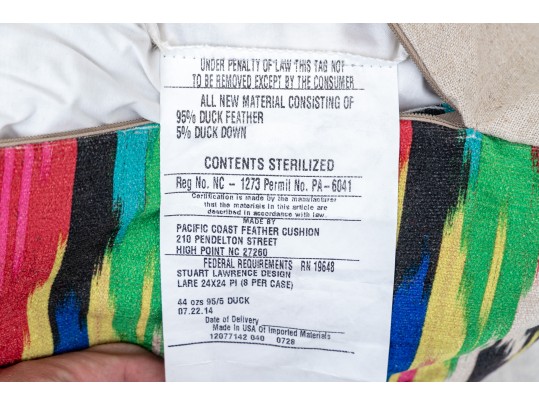 UNDER PENALTY OF LAW THIS TAG NOT
TO BE REMOVED EXCEPT BY THE CONSUMER
ALL NEW MATERIAL CONSISTING OF
95% DUCK FEATHER
5% DUCK DOWN
CONTENTS STERILIZED
Reg No. NC - 1273 Permit No. PA-6041
Certification is made by the manufacturer
that the materials in this article are
described in accordance with law.
MADE BY
PACIFIC COAST FEATHER CUSHION
210 PENDELTON STREET
HIGH POINT NC 27260
FEDERAL REQUIREMENTS RN 19648
STUART LAWRENCE DESIGN
LARE 24X24 PI (8 PER CASE)
44 ozs 95/5 DUCK
07.22.14
Date of Delivery
Made In USA Of Imported Materials
12077142 040 0728